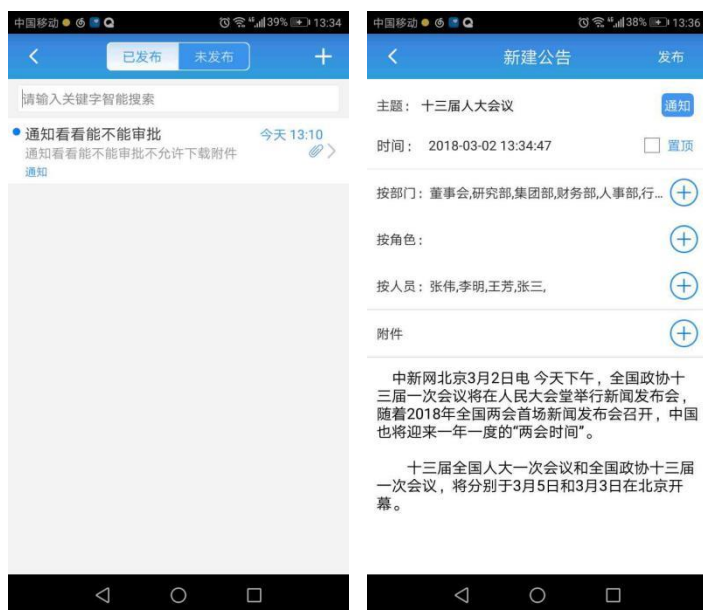 中国移动
39%
13:34
已发布
未发布
请输入关键字智能搜索
通知看看能不能审批
今天 13:10
通知看看能不能审批不允许下载附件
通知
中国移动
38%
13:36
新建公告
发布
主题：十三届人大会议
通知
时间： 2018-03-02 13:34:47
置顶
按部门：董事会,研究部,集团部,财务部,人事部,行...
按角色：
按人员：张伟,李明,王芳,张三,
附件
中新网北京3月2日电 今天下午，全国政协十
三届一次会议将在人民大会堂举行新闻发布会，
随着2018年全国两会首场新闻发布会召开，中国
也将迎来一年一度的“两会时间”。
十三届全国人大一次会议和全国政协十三届
一次会议，将分别于3月5日和3月3日在北京开
幕。